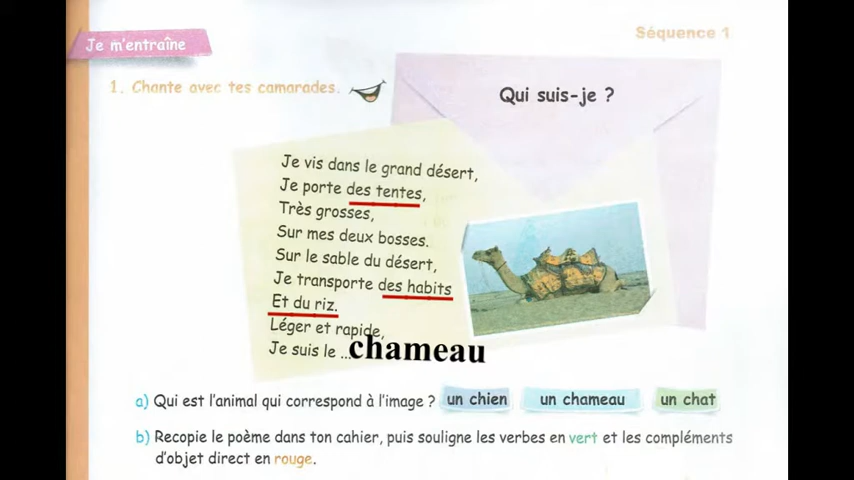 Je m'entraîne
Séquence 1
1. Chante avec tes camarades.
Qui suis-je ?
Je vis dans le grand désert,
Je porte des tentes,
Très grosses,
Sur mes deux bosses.
Sur le sable du désert,
Je transporte des habits
Et du riz.
Léger et rapide,
Je suis le ... chameau
a) Qui est l'animal qui correspond à l'image ? un chien un chameau un chat
b) Recopie le poème dans ton cahier, puis souligne les verbes en vert et les compléments
d'objet direct en rouge.